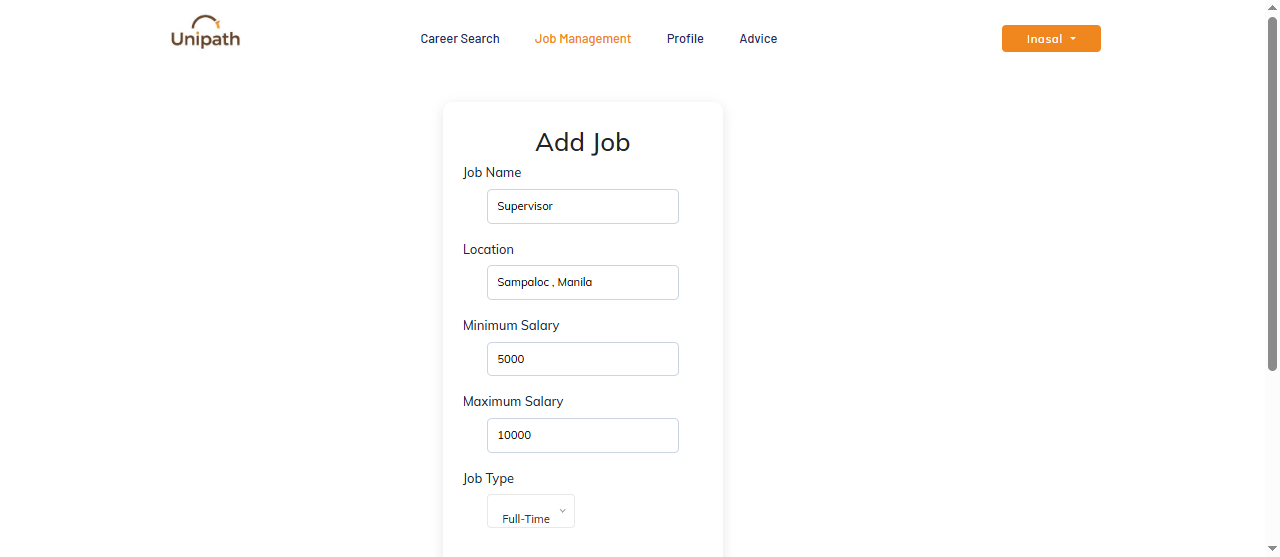 Unipath
Career Search Job Management Profile Advice
Inasal
Add Job
Job Name
Supervisor
Location
Sampaloc , Manila
Minimum Salary
5000
Maximum Salary
10000
Job Type
Full-Time